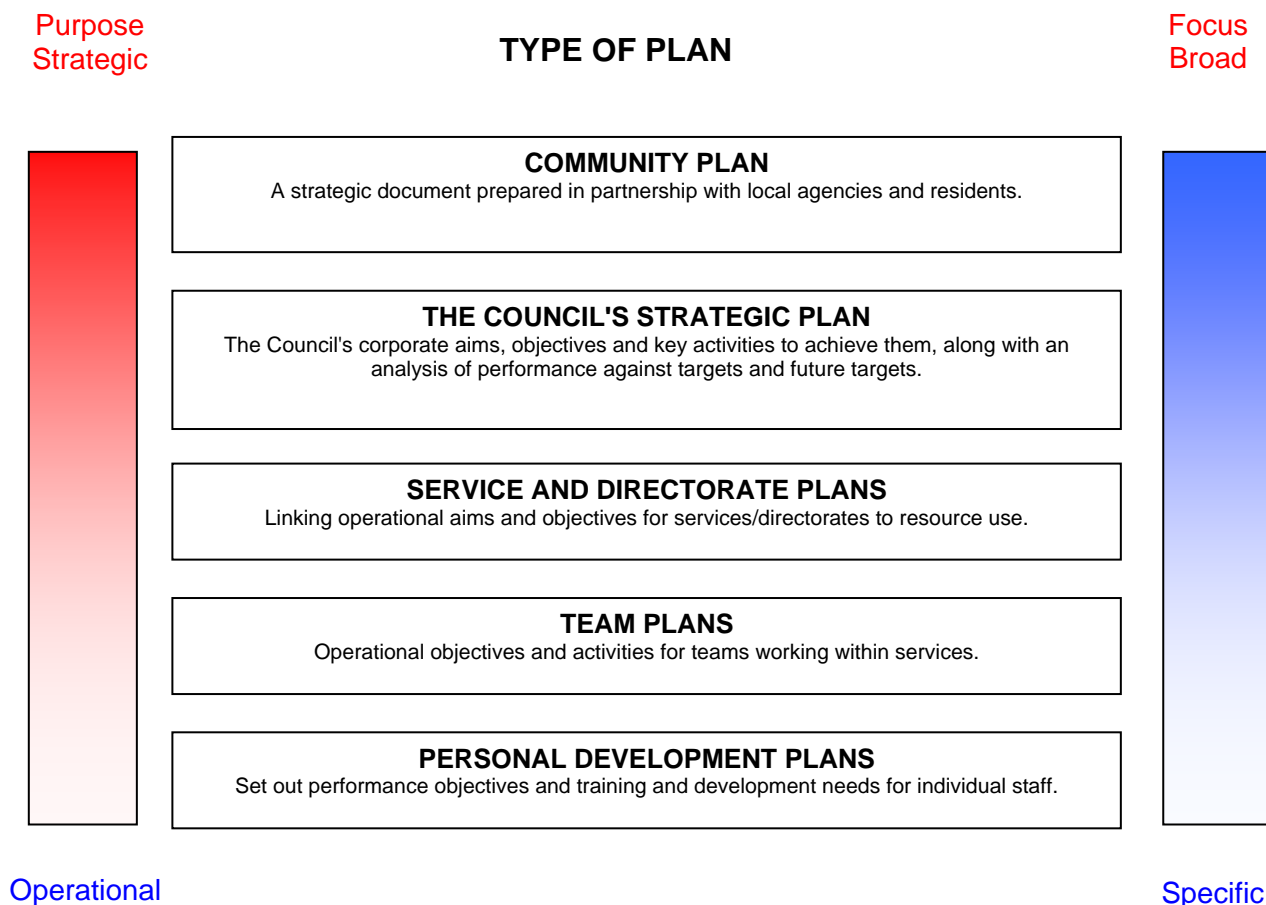 Purpose
Strategic
TYPE OF PLAN
Focus
Broad
COMMUNITY PLAN
A strategic document prepared in partnership with local agencies and residents.
THE COUNCIL'S STRATEGIC PLAN
The Council's corporate aims, objectives and key activities to achieve them, along with an
analysis of performance against targets and future targets.
SERVICE AND DIRECTORATE PLANS
Linking operational aims and objectives for services/directorates to resource use.
TEAM PLANS
Operational objectives and activities for teams working within services.
PERSONAL DEVELOPMENT PLANS
Set out performance objectives and training and development needs for individual staff.
Operational
Specific